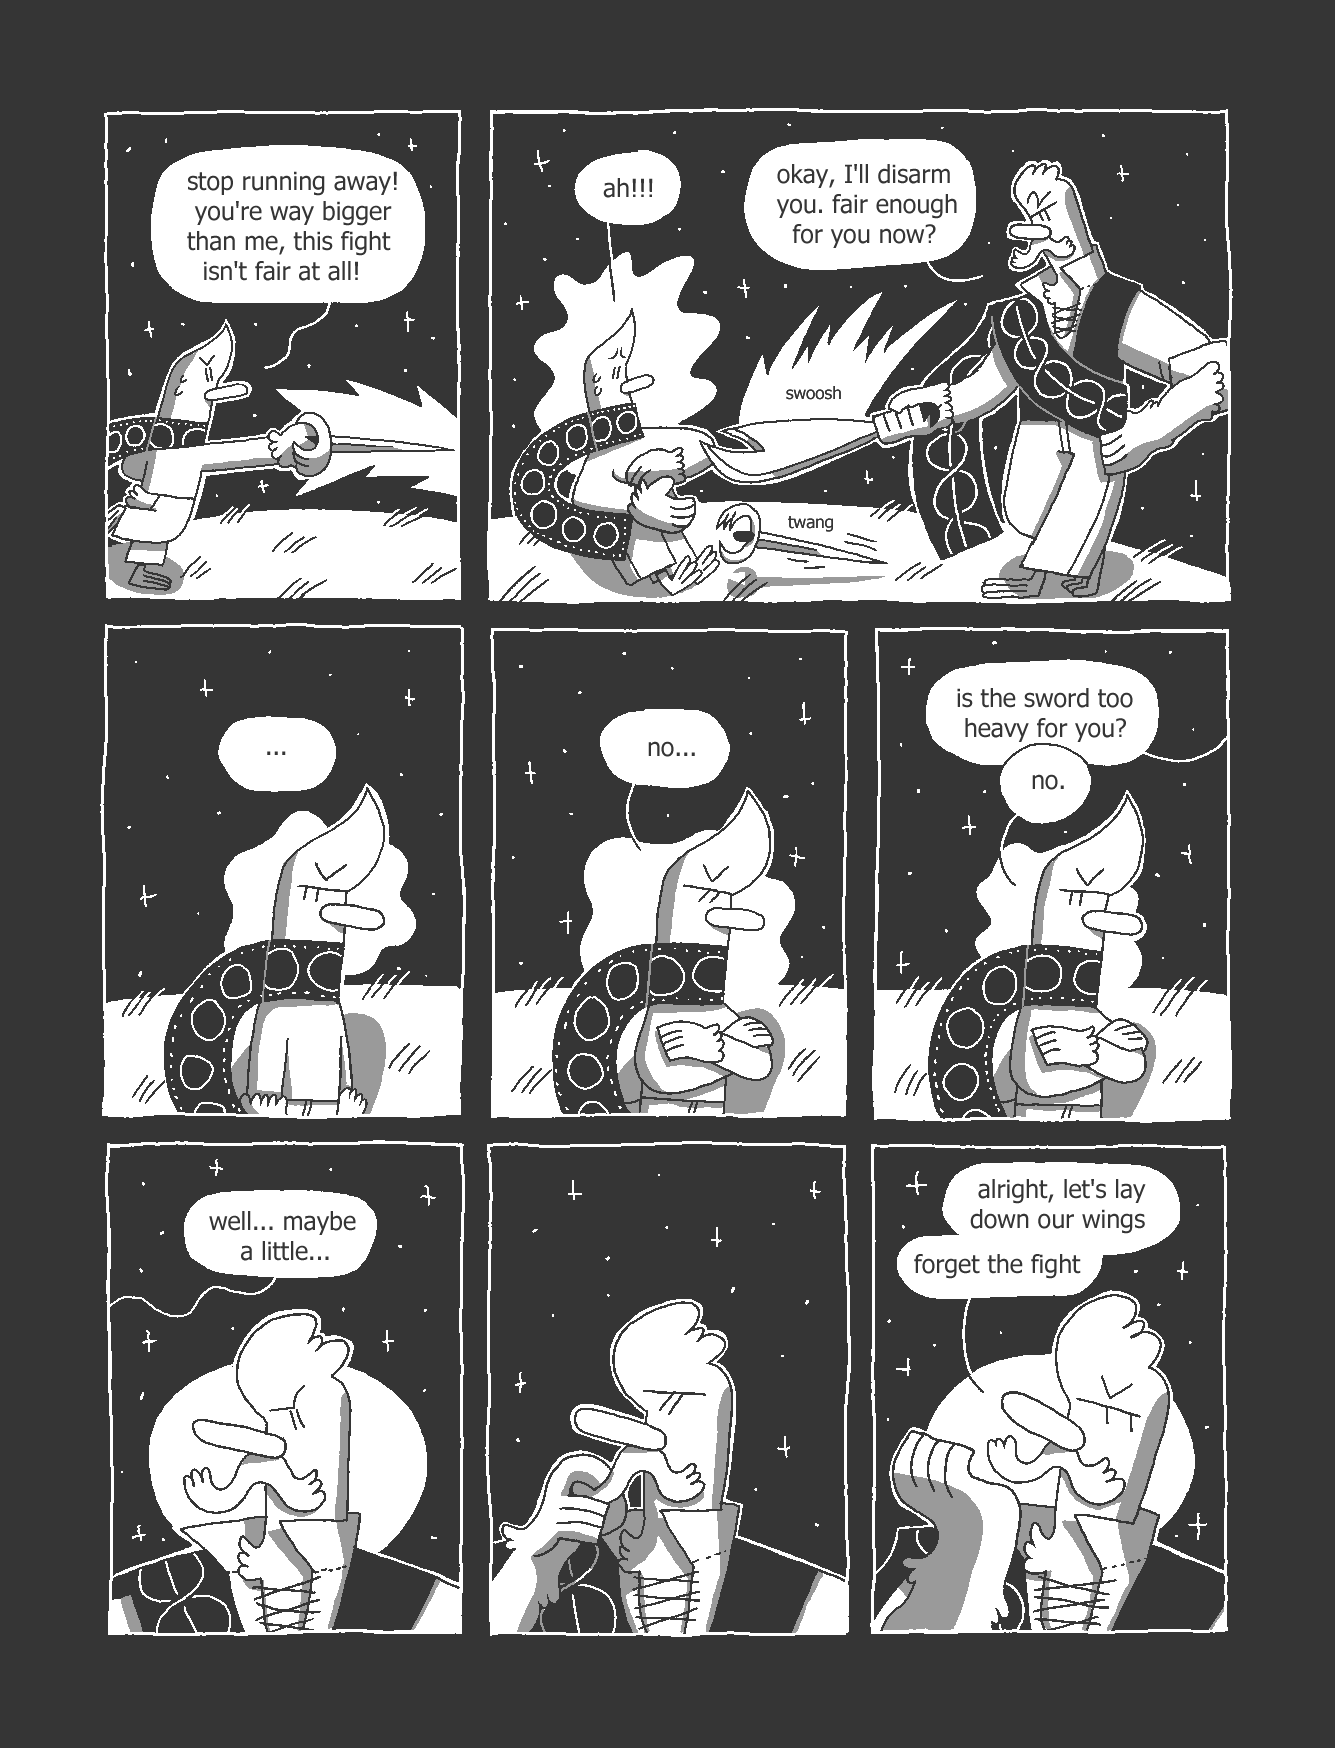 stop running away!
you're way bigger
than me, this fight
isn't fair at all!
ah!!!
okay, I'll disarm
you. fair enough
for you now?
swoosh
twang
...
no...
is the sword too
heavy for you?
no.
well... maybe
a little...
alright, let's lay
down our wings
forget the fight